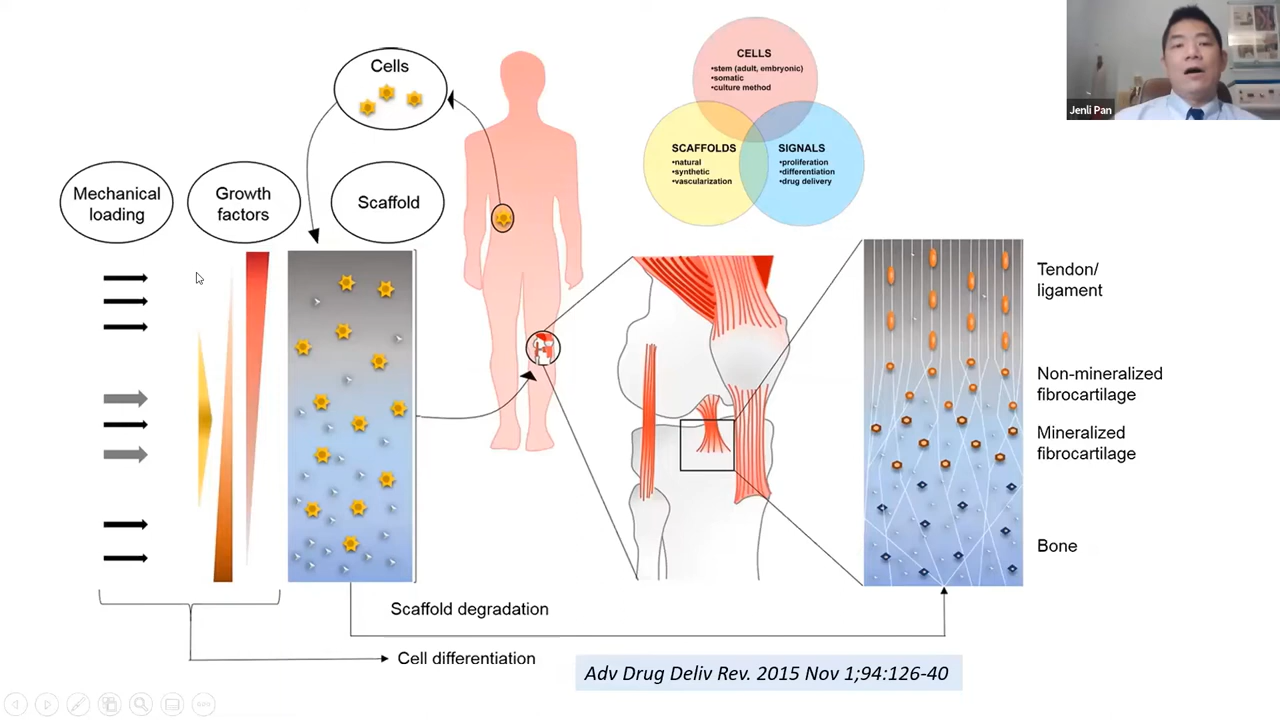 Cells
Mechanical
loading
Growth
factors
Scaffold
CELLS
•stem (adult, embryonic)
•somatic
•culture method
SCAFFOLDS
•natural
•synthetic
•vascularization
SIGNALS
•proliferation
•differentiation
•drug delivery
Jenli Pan
Tendon/
ligament
Non-mineralized
fibrocartilage
Mineralized
fibrocartilage
Bone
Scaffold degradation
Cell differentiation
Adv Drug Deliv Rev. 2015 Nov 1;94:126-40